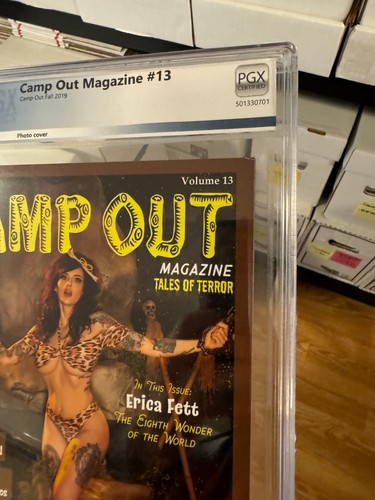 Camp Out Magazine #13
Camp Out Fall 2019
PGX
CERTIFIED
501330701
Photo cover
Volume 13
AMP OUT
MAGAZINE
TALES OF TERROR
In This Issue:
Erica Fett
The Eighth Wonder
of the World